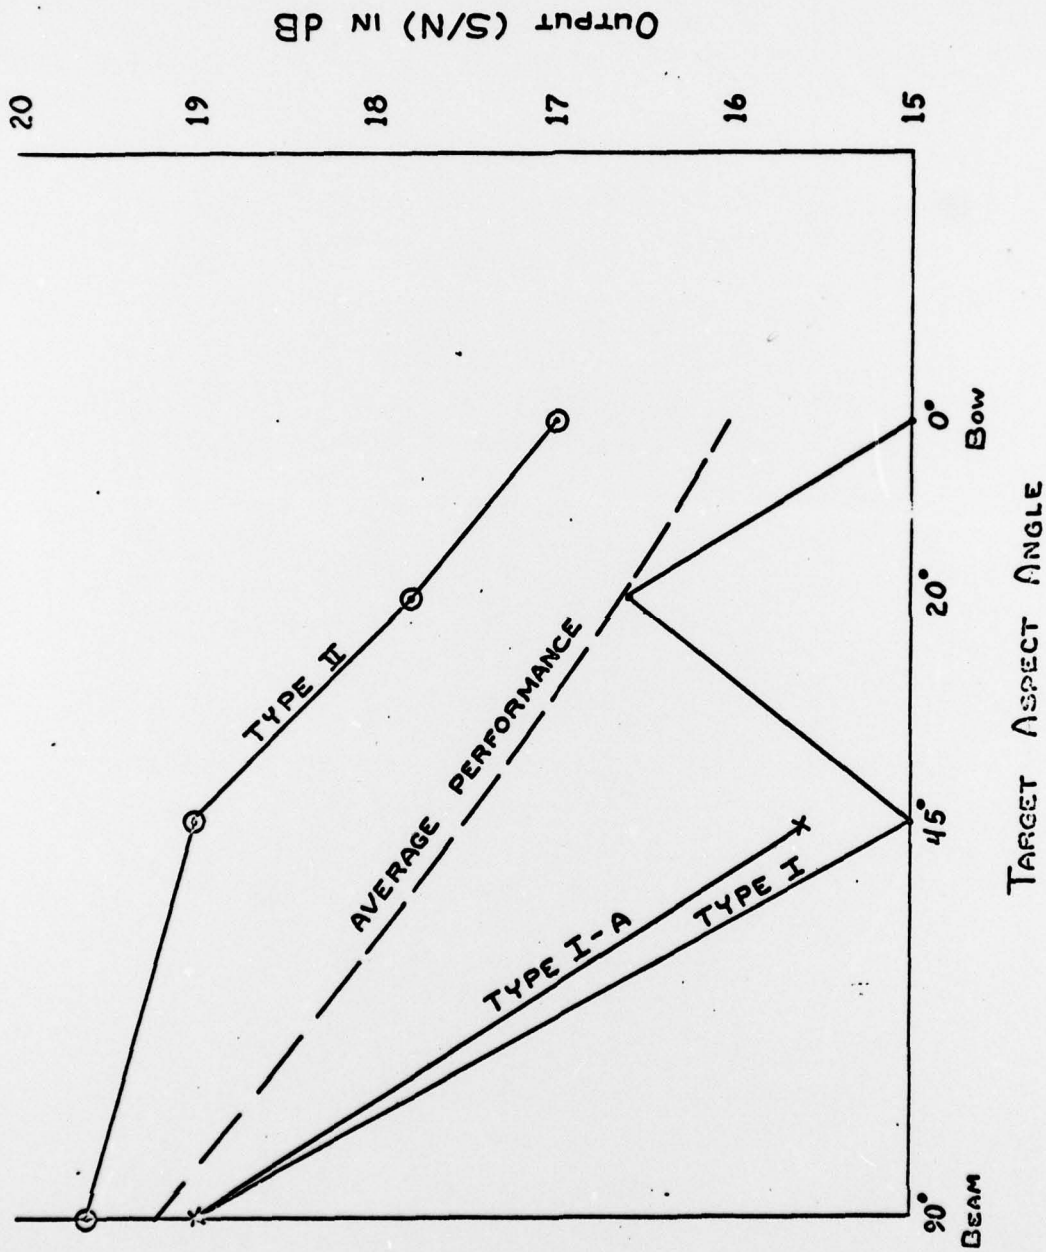 OUTPUT (S/N) IN dB
20
19
18
17
16
15
TYPE II
AVERAGE PERFORMANCE
TYPE I-A
TYPE I
90° 45° 20° 0°
BEAM BOW
TARGET ASPECT ANGLE